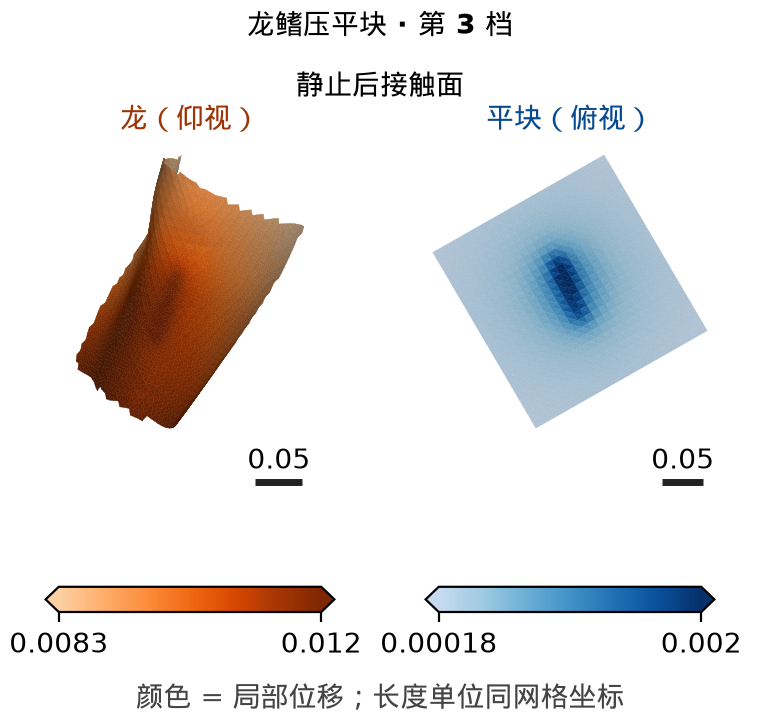 龙鳍压平块 · 第 3 档
静止后接触面
龙（仰视）
平块（俯视）
0.05
0.05
0.0083
0.012
0.00018
0.002
颜色 = 局部位移；长度单位同网格坐标